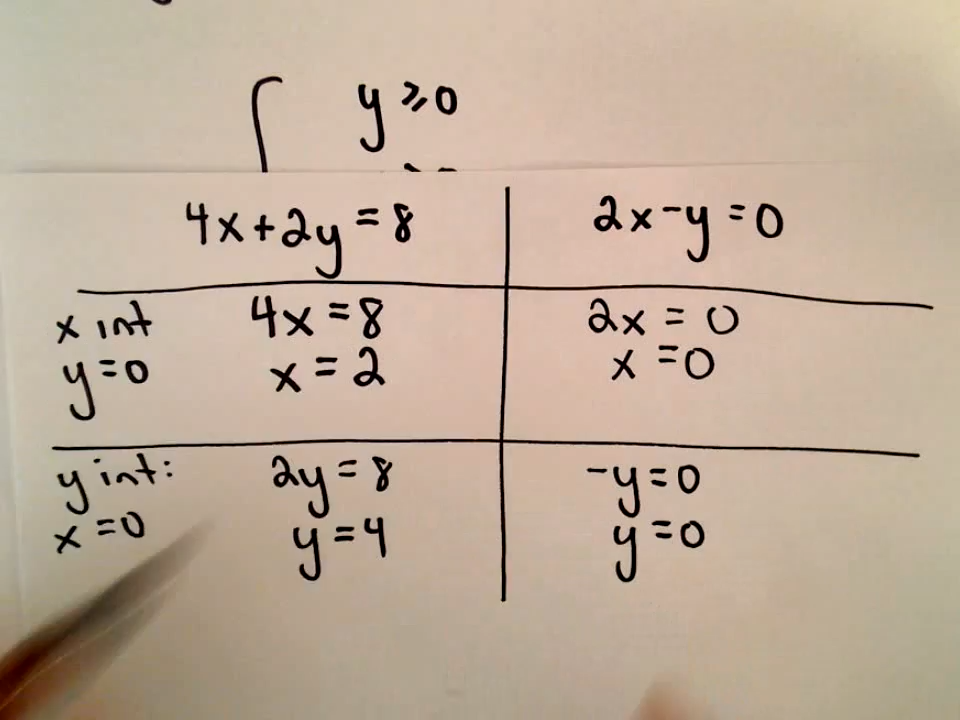 y ≥ 0
4x+2y = 8
2x-y = 0
x int
4x = 8
2x = 0
y = 0
x = 2
x = 0
y int:
2y = 8
-y = 0
x = 0
y = 4
y = 0